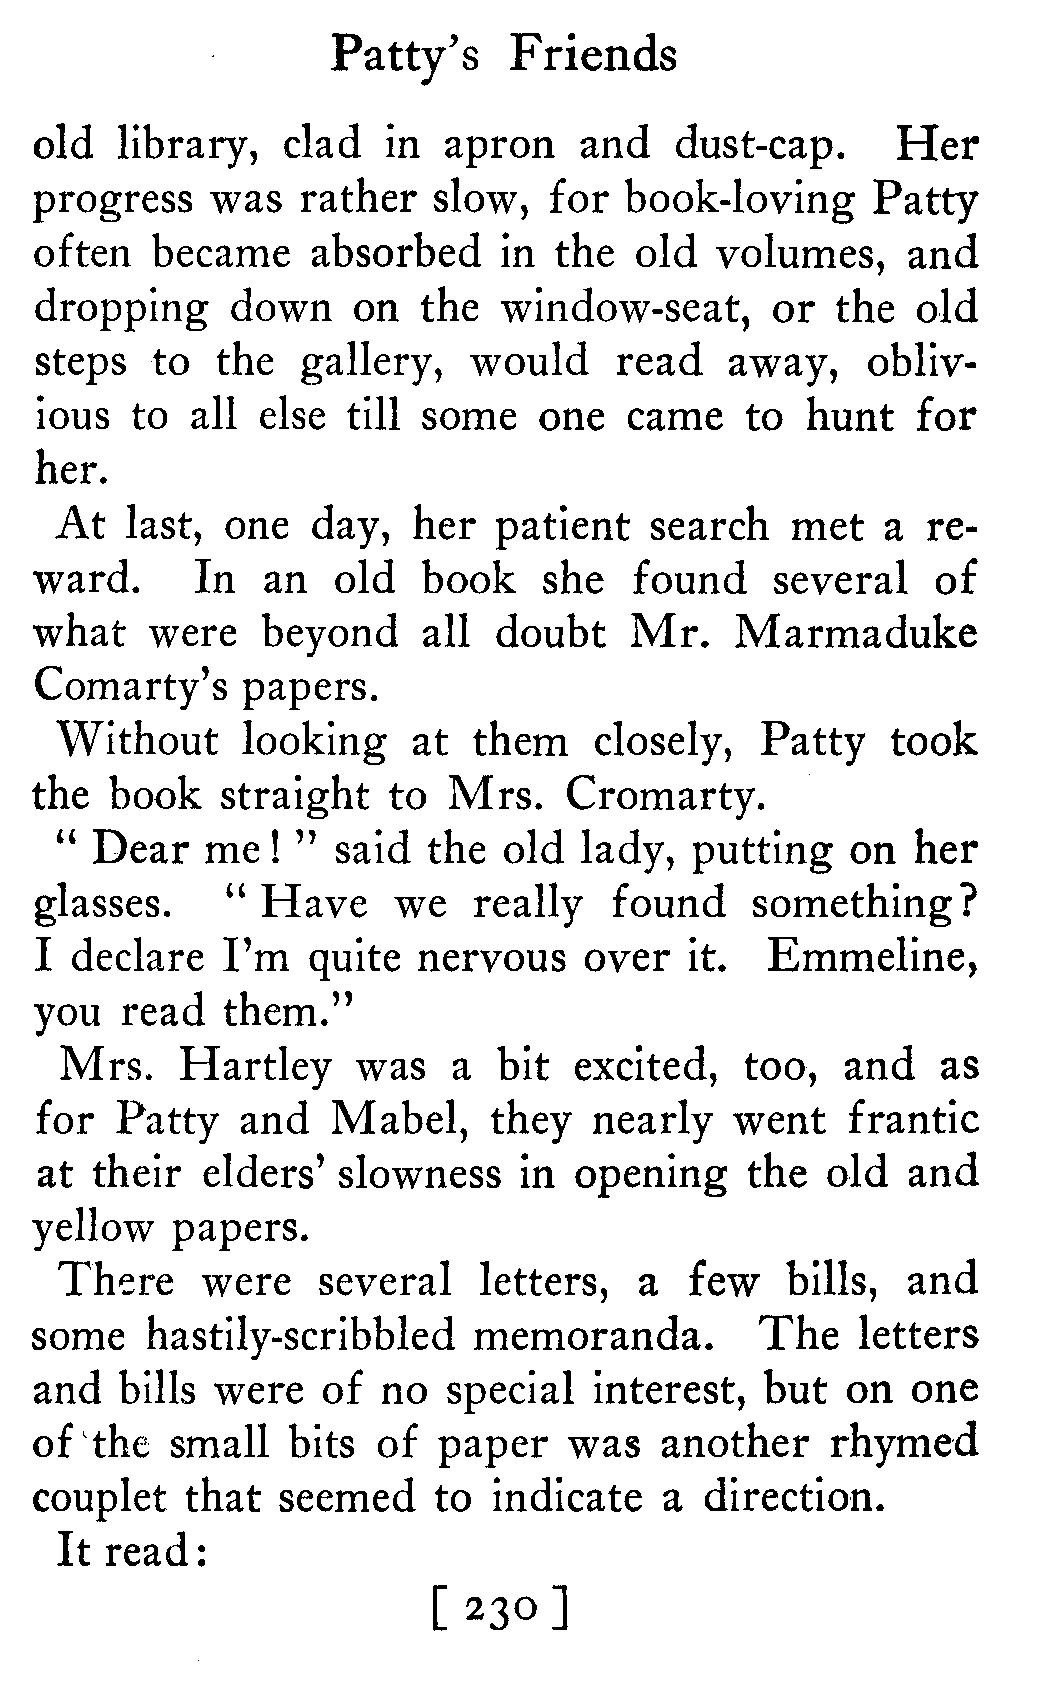 Patty's Friends
old library, clad in apron and dust-cap. Her
progress was rather slow, for book-loving Patty
often became absorbed in the old volumes, and
dropping down on the window-seat, or the old
steps to the gallery, would read away, obliv-
ious to all else till some one came to hunt for
her.
At last, one day, her patient search met a re-
ward. In an old book she found several of
what were beyond all doubt Mr. Marmaduke
Comarty's papers.
Without looking at them closely, Patty took
the book straight to Mrs. Cromarty.
" Dear me ! " said the old lady, putting on her
glasses. " Have we really found something?
I declare I'm quite nervous over it. Emmeline,
you read them."
Mrs. Hartley was a bit excited, too, and as
for Patty and Mabel, they nearly went frantic
at their elders' slowness in opening the old and
yellow papers.
There were several letters, a few bills, and
some hastily-scribbled memoranda. The letters
and bills were of no special interest, but on one
of the small bits of paper was another rhymed
couplet that seemed to indicate a direction.
It read:
[ 230 ]